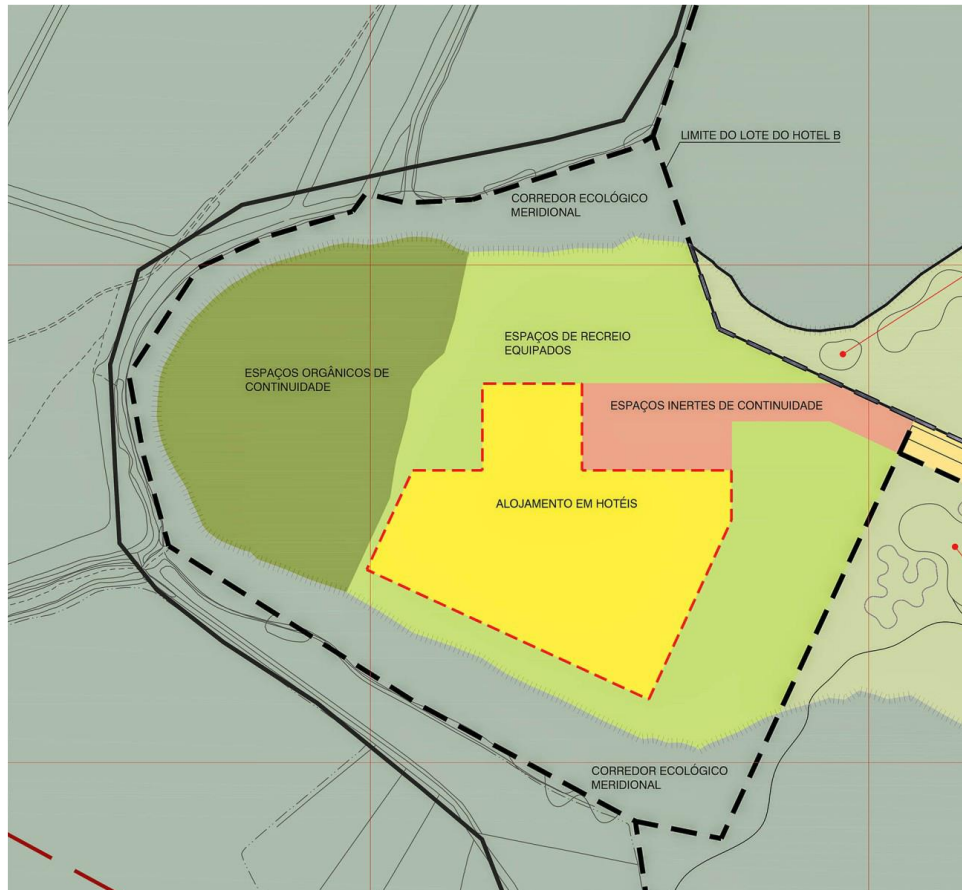 LIMITE DO LOTE DO HOTEL B
CORREDOR ECOLÓGICO
MERIDIONAL
ESPAÇOS DE RECREIO
EQUIPADOS
ESPAÇOS ORGÂNICOS DE
CONTINUIDADE
ESPAÇOS INERTES DE CONTINUIDADE
ALOJAMENTO EM HOTÉIS
CORREDOR ECOLÓGICO
MERIDIONAL